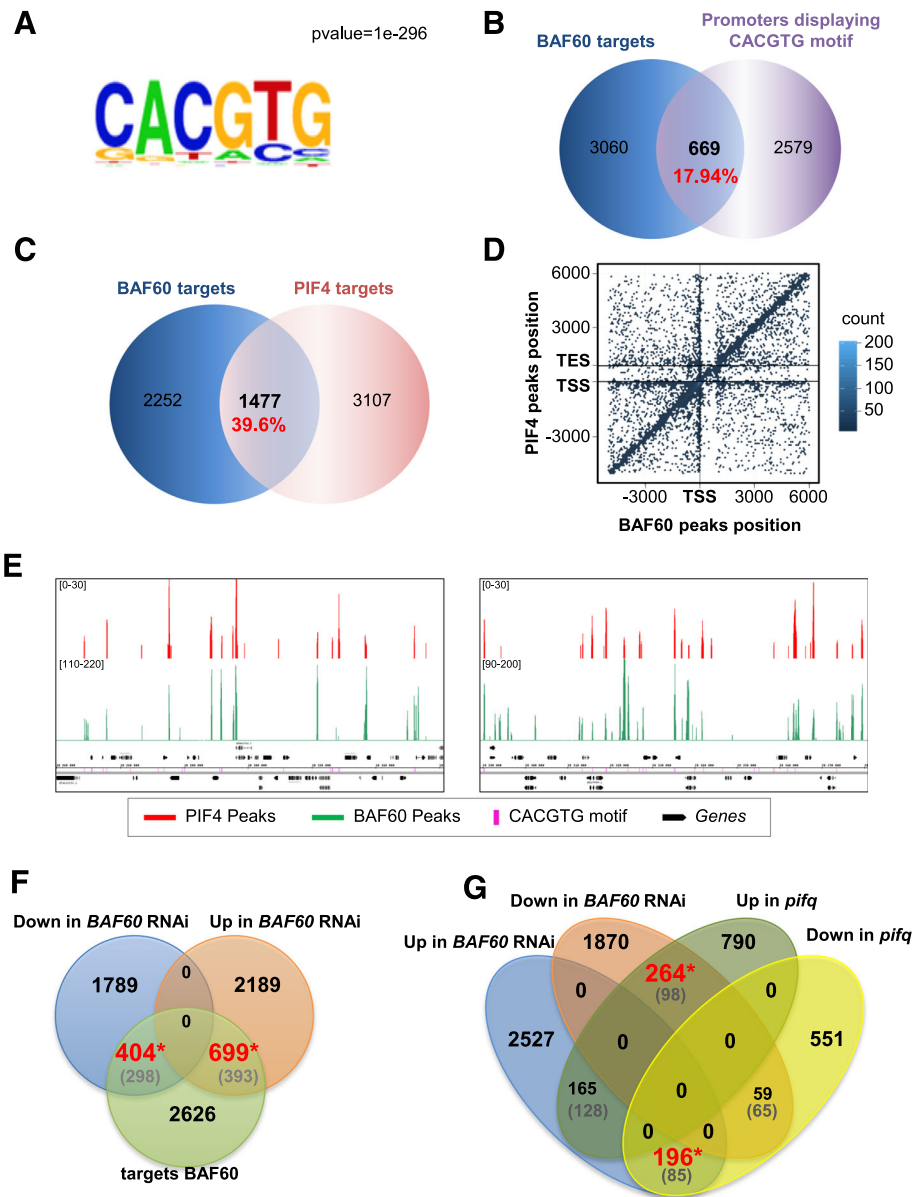 A
pvalue=1e-296
CACGTG
B
BAF60 targets
Promoters displaying
CACGTG motif
3060
669
17.94%
2579
C
BAF60 targets
PIF4 targets
2252
1477
39.6%
3107
D
6000
3000
TES
TSS
-3000
PIF4 peaks position
-3000
TSS
3000
6000
BAF60 peaks position
count
200
150
100
50
E
[0-30]
[110-220]
[0-30]
[90-200]
PIF4 Peaks
BAF60 Peaks
CACGTG motif
Genes
F
Down in BAF60 RNAi
Up in BAF60 RNAi
1789
0
2189
0
404*
(298)
699*
(393)
2626
targets BAF60
G
Down in BAF60 RNAi
Up in pifq
Up in BAF60 RNAi
Down in pifq
1870
790
264*
(98)
0
0
2527
0
0
551
165
(128)
0
59
(65)
0
0
196*
(85)